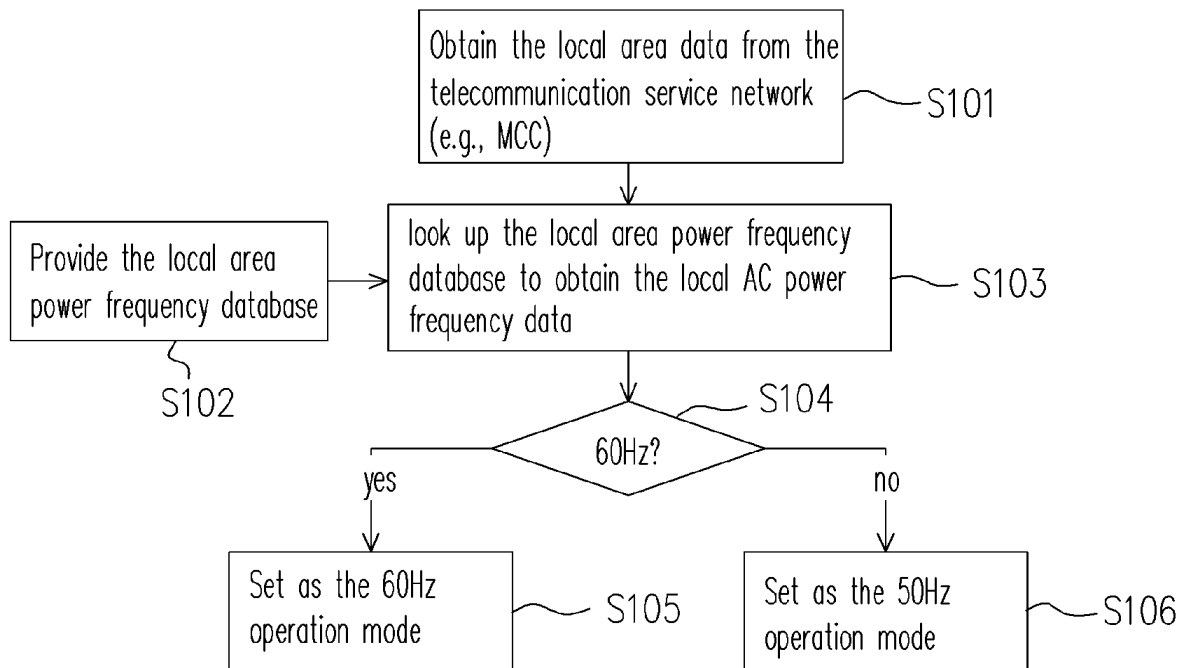 Obtain the local area data from the
telecommunication service network
(e.g., MCC)
S101
Provide the local area
power frequency database
S102
look up the local area power frequency
database to obtain the local AC power
frequency data
S103
S104
60Hz?
yes
no
Set as the 60Hz
operation mode
S105
Set as the 50Hz
operation mode
S106